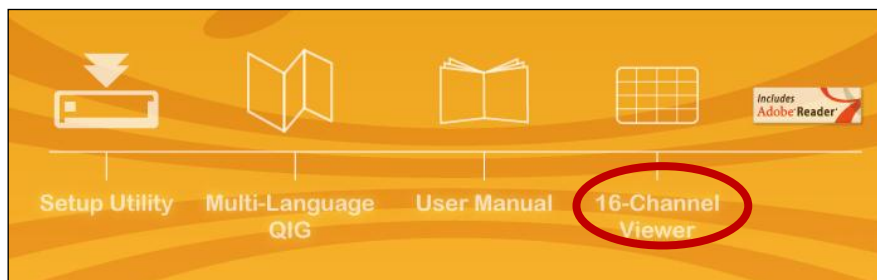 Includes
Adobe Reader
Setup Utility
Multi-Language
QIG
User Manual
16-Channel
Viewer